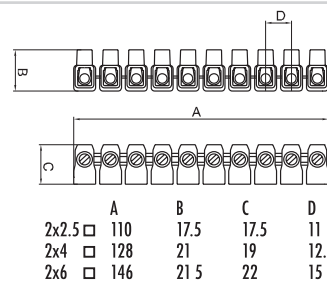 D
B
A
C
A B C D
2x2.5 □ 110 17.5 17.5 11
2x4 □ 128 21 19 12.
2x6 □ 146 21 5 22 15